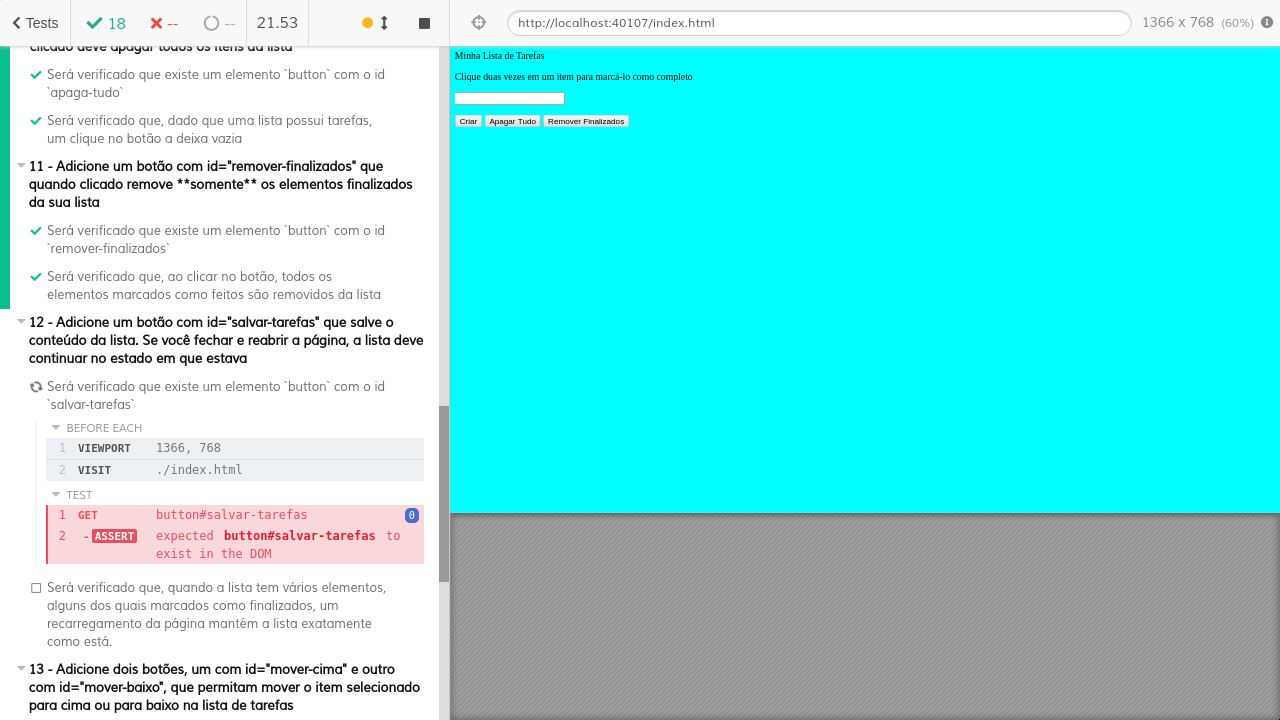 Tests
18
--
--
21.53
http://localhost:40107/index.html
1366 x 768 (60%)
clicado deve apagar todos os itens da lista
Será verificado que existe um elemento `button` com o id
`apaga-tudo`
Será verificado que, dado que uma lista possui tarefas,
um clique no botão a deixa vazia
11 - Adicione um botão com id="remover-finalizados" que
quando clicado remove **somente** os elementos finalizados
da sua lista
Será verificado que existe um elemento `button` com o id
`remover-finalizados`
Será verificado que, ao clicar no botão, todos os
elementos marcados como feitos são removidos da lista
12 - Adicione um botão com id="salvar-tarefas" que salve o
conteúdo da lista. Se você fechar e reabrir a página, a lista deve
continuar no estado em que estava
Será verificado que existe um elemento `button` com o id
`salvar-tarefas`
BEFORE EACH
1 VIEWPORT 1366, 768
2 VISIT ./index.html
TEST
1 GET button#salvar-tarefas 0
2 -ASSERT expected button#salvar-tarefas to
exist in the DOM
Será verificado que, quando a lista tem vários elementos,
alguns dos quais marcados como finalizados, um
recarregamento da página mantém a lista exatamente
como está.
13 - Adicione dois botões, um com id="mover-cima" e outro
com id="mover-baixo", que permitam mover o item selecionado
para cima ou para baixo na lista de tarefas
Minha Lista de Tarefas
Clique duas vezes em um item para marcá-lo como completo
Criar Apagar Tudo Remover Finalizados